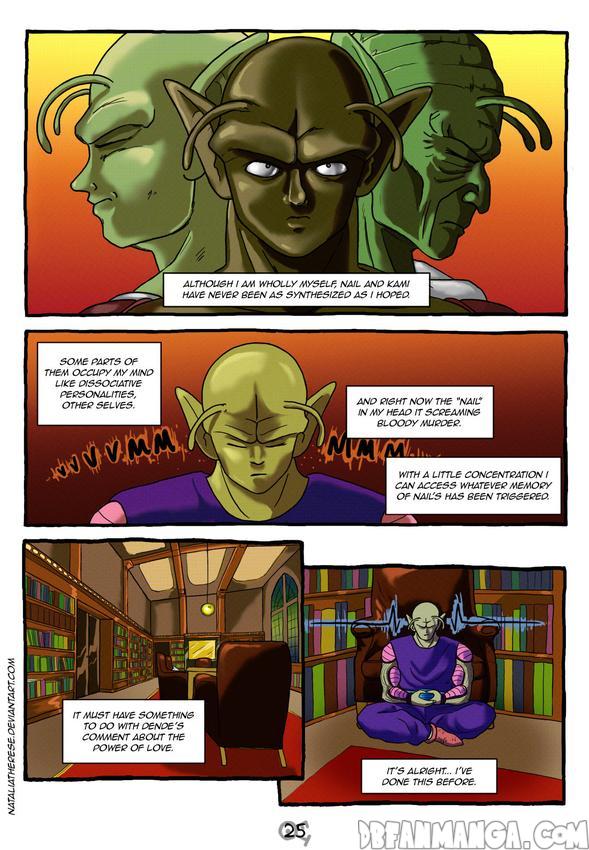 ALTHOUGH I AM WHOLLY MYSELF, NAIL AND KAMI
HAVE NEVER BEEN AS SYNTHESIZED AS I HOPED.
SOME PARTS OF
THEM OCCUPY MY MIND
LIKE DISSOCIATIVE
PERSONALITIES,
OTHER SELVES.
AND RIGHT NOW THE "NAIL"
IN MY HEAD IT SCREAMING
BLOODY MURDER.
VVVVMM
MMM..
WITH A LITTLE CONCENTRATION I
CAN ACCESS WHATEVER MEMORY
OF NAIL'S HAS BEEN TRIGGERED.
IT MUST HAVE SOMETHING
TO DO WITH DENDE'S
COMMENT ABOUT THE
POWER OF LOVE.
IT'S ALRIGHT... I'VE
DONE THIS BEFORE.
NATALIATHERESE.DEVIANTART.COM
25
DBFANMANGA.COM